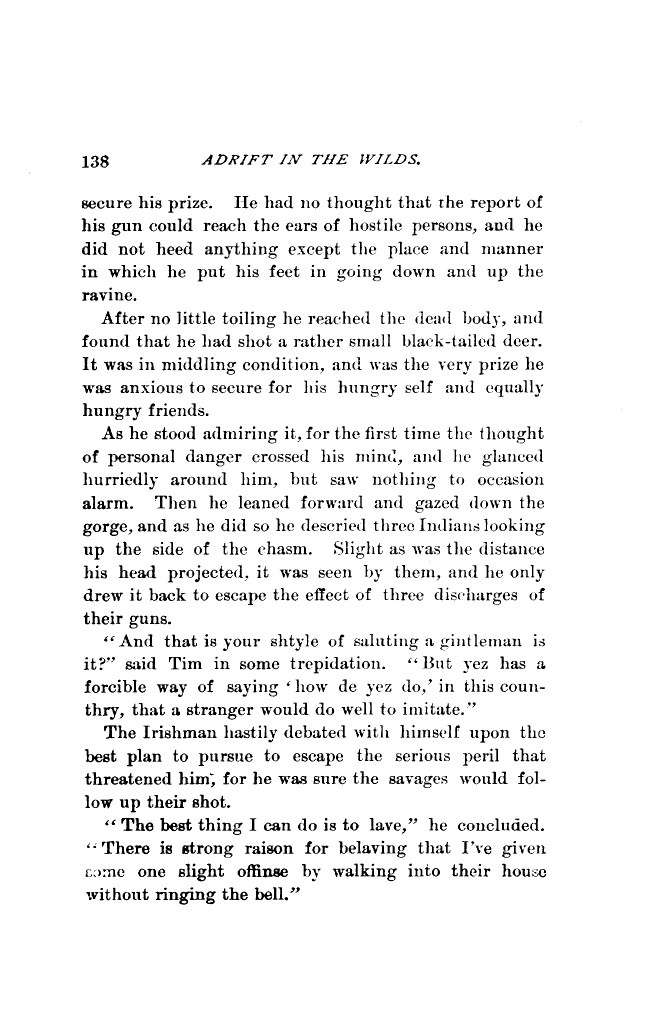 138 ADRIFT IN THE WILDS.
secure his prize. He had no thought that the report of
his gun could reach the ears of hostile persons, and he
did not heed anything except the place and manner
in which he put his feet in going down and up the
ravine.
After no little toiling he reached the dead body, and
found that he had shot a rather small black-tailed deer.
It was in middling condition, and was the very prize he
was anxious to secure for his hungry self and equally
hungry friends.
As he stood admiring it, for the first time the thought
of personal danger crossed his mind, and he glanced
hurriedly around him, but saw nothing to occasion
alarm. Then he leaned forward and gazed down the
gorge, and as he did so he descried three Indians looking
up the side of the chasm. Slight as was the distance
his head projected, it was seen by them, and he only
drew it back to escape the effect of three discharges of
their guns.
“And that is your shtyle of saluting a gintleman is
it?” said Tim in some trepidation. “But yez has a
forcible way of saying ‘how de yez do,’ in this coun-
thry, that a stranger would do well to imitate.”
The Irishman hastily debated with himself upon the
best plan to pursue to escape the serious peril that
threatened him; for he was sure the savages would fol-
low up their shot.
“The best thing I can do is to lave,” he concluded.
“There is strong raison for belaving that I’ve given
some one slight offinse by walking into their house
without ringing the bell.”